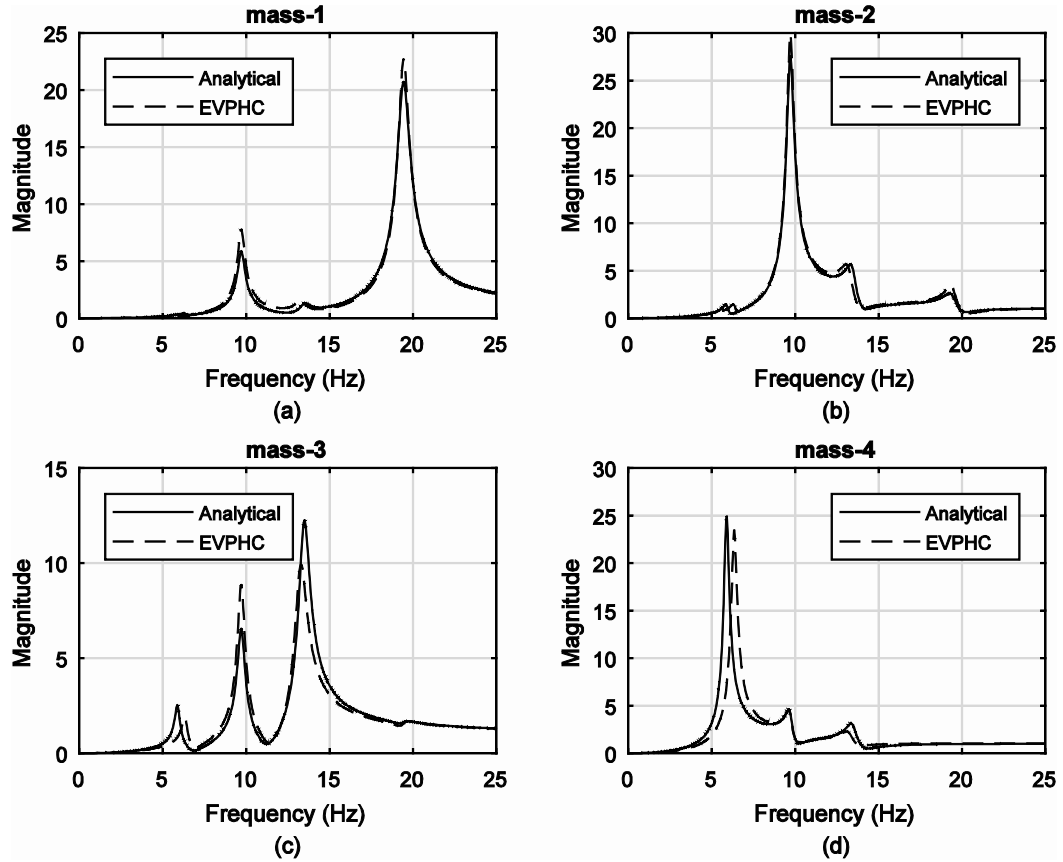 mass-1
25
20
15
10
5
0
Magnitude
Analytical
EVPHC
0 5 10 15 20 25
Frequency (Hz)
(a)
mass-2
30
25
20
15
10
5
0
Magnitude
Analytical
EVPHC
0 5 10 15 20 25
Frequency (Hz)
(b)
mass-3
15
10
5
0
Magnitude
Analytical
EVPHC
0 5 10 15 20 25
Frequency (Hz)
(c)
mass-4
30
25
20
15
10
5
0
Magnitude
Analytical
EVPHC
0 5 10 15 20 25
Frequency (Hz)
(d)